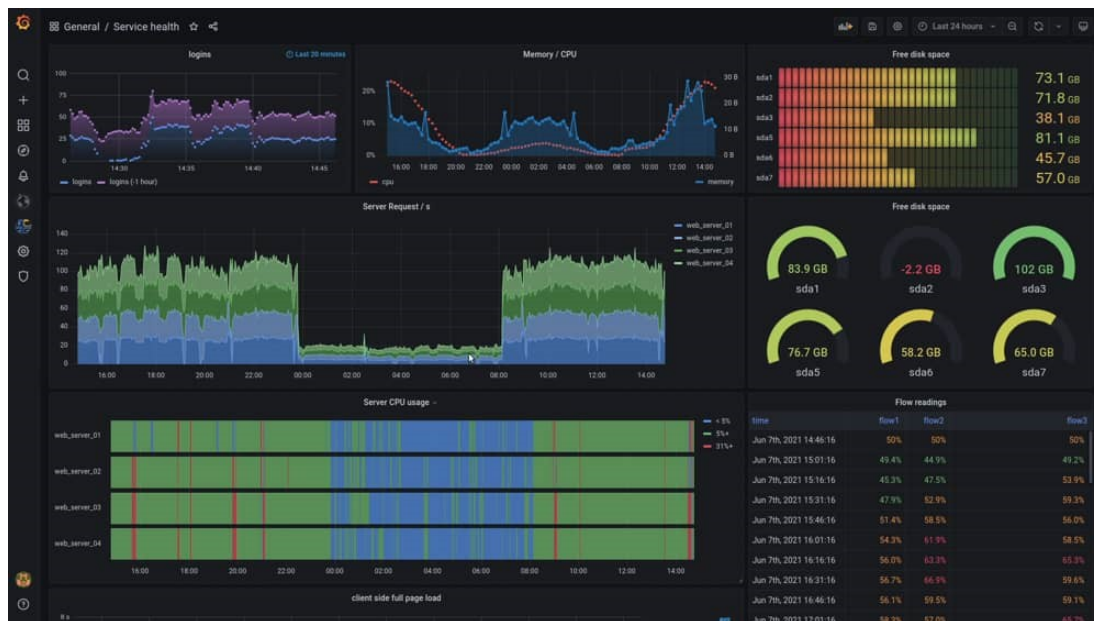 General / Service health
Last 24 hours
logins
Last 20 minutes
100
75
50
25
0
14:30
14:35
14:40
14:45
logins
logins (-1 hour)
Memory / CPU
20%
10%
0%
30 B
20 B
10 B
0 B
16:00 18:00 20:00 22:00 00:00 02:00 04:00 06:00 08:00 10:00 12:00 14:00
cpu
memory
Free disk space
sda1 73.1 GB
sda2 71.8 GB
sda3 38.1 GB
sda5 81.1 GB
sda6 45.7 GB
sda7 57.0 GB
Server Request / s
140
120
100
80
60
40
20
0
16:00 18:00 20:00 22:00 00:00 02:00 04:00 06:00 08:00 10:00 12:00 14:00
web_server_01
web_server_02
web_server_03
web_server_04
Free disk space
83.9 GB
sda1
-2.2 GB
sda2
102 GB
sda3
76.7 GB
sda5
58.2 GB
sda6
65.0 GB
sda7
Server CPU usage
web_server_01
web_server_02
web_server_03
web_server_04
16:00 18:00 20:00 22:00 00:00 02:00 04:00 06:00 08:00 10:00 12:00 14:00
< 5%
5%+
31%+
Flow readings
time flow1 flow2 flow3
Jun 7th, 2021 14:46:16 50% 50% 50%
Jun 7th, 2021 15:01:16 49.4% 44.9% 49.2%
Jun 7th, 2021 15:16:16 45.3% 47.5% 53.9%
Jun 7th, 2021 15:31:16 47.9% 52.9% 59.3%
Jun 7th, 2021 15:46:16 51.4% 58.5% 56.0%
Jun 7th, 2021 16:01:16 54.3% 61.9% 58.5%
Jun 7th, 2021 16:16:16 56.0% 63.3% 65.3%
Jun 7th, 2021 16:31:16 56.7% 66.9% 59.6%
Jun 7th, 2021 16:46:16 56.1% 59.5% 59.1%
Jun 7th, 2021 17:01:16 58.3% 57.0%
client side full page load
8 s